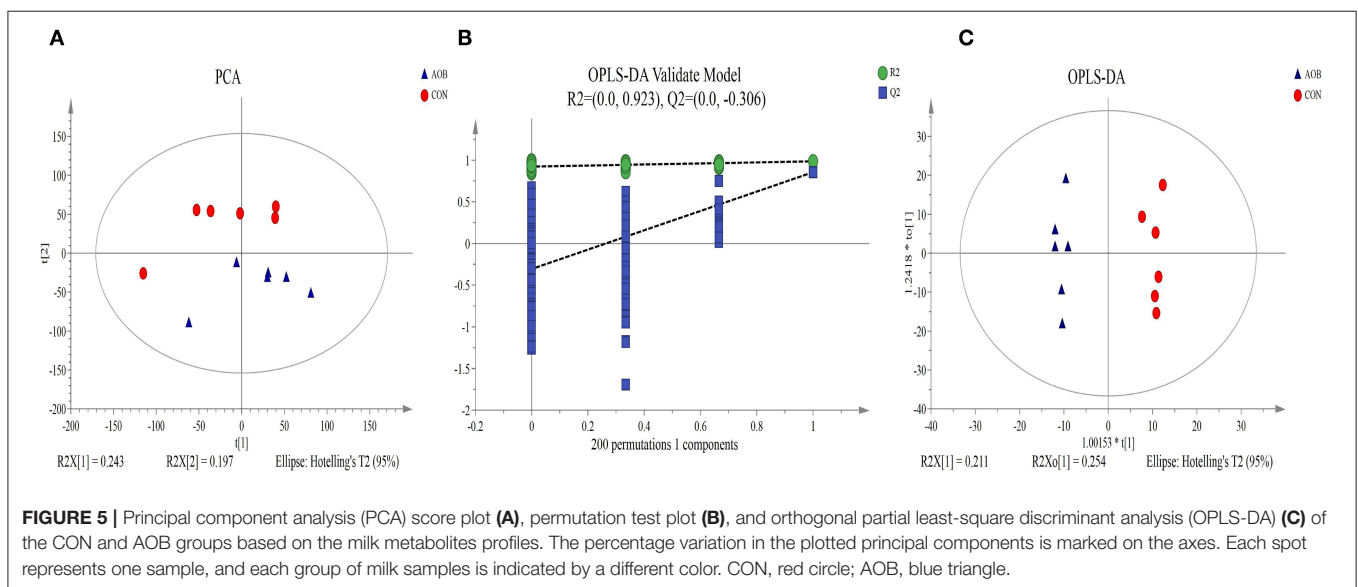 A
PCA
AOB
CON
t[2]
150
100
50
0
-50
-100
-150
-200
-200 -150 -100 -50 0 50 100 150 200
t[1]
R2X[1] = 0.243 R2X[2] = 0.197 Ellipse: Hotelling's T2 (95%)
B
OPLS-DA Validate Model
R2=(0.0, 0.923), Q2=(0.0, -0.306)
R2
Q2
1
0.5
0
-0.5
-1
-1.5
-2
-0.2 0 0.2 0.4 0.6 0.8 1
200 permutations 1 components
C
OPLS-DA
AOB
CON
1.2418 * to[1]
30
20
10
0
-10
-20
-30
-40
-40 -30 -20 -10 0 10 20 30 40
1.00153 * t[1]
R2X[1] = 0.211 R2Xo[1] = 0.254 Ellipse: Hotelling's T2 (95%)
FIGURE 5 | Principal component analysis (PCA) score plot (A), permutation test plot (B), and orthogonal partial least-square discriminant analysis (OPLS-DA) (C) of
the CON and AOB groups based on the milk metabolites profiles. The percentage variation in the plotted principal components is marked on the axes. Each spot
represents one sample, and each group of milk samples is indicated by a different color. CON, red circle; AOB, blue triangle.